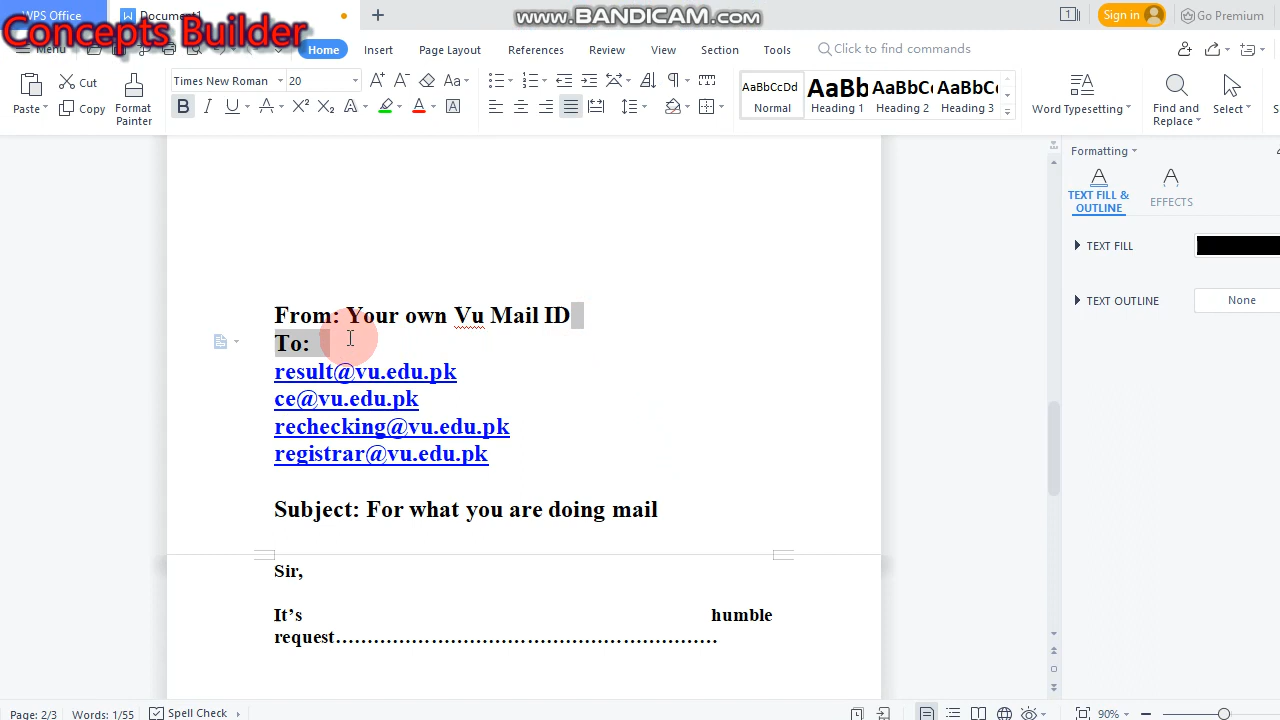 WPS Office
Document1
www.BANDICAM.com
1
Sign in
Go Premium
Concepts Builder
Menu
Home
Insert
Page Layout
References
Review
View
Section
Tools
Click to find commands
Paste
Cut
Copy
Format Painter
Times New Roman
20
AaBbCcDd
Normal
AaBb
Heading 1
AaBbC
Heading 2
AaBbC
Heading 3
Word Typesetting
Find and Replace
Select
Formatting
TEXT FILL & OUTLINE
EFFECTS
TEXT FILL
TEXT OUTLINE
None
From: Your own Vu Mail ID
To:
result@vu.edu.pk
ce@vu.edu.pk
rechecking@vu.edu.pk
registrar@vu.edu.pk
Subject: For what you are doing mail
Sir,
It’s humble
request…………………………………………………
Page: 2/3
Words: 1/55
Spell Check
90%